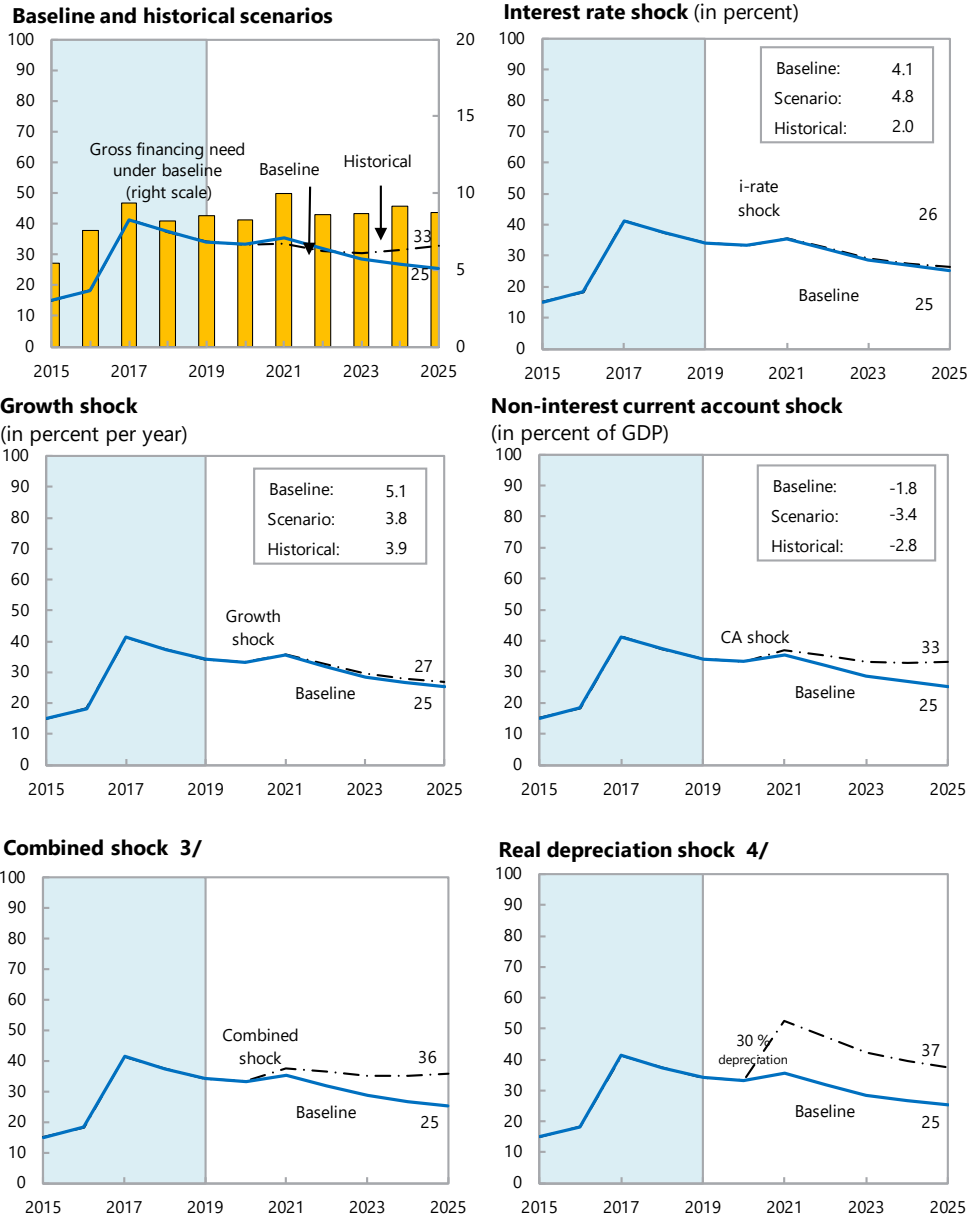 Baseline and historical scenarios
100
90
80
70
60
50
40
30
20
10
0
20
15
10
5
0
Gross financing need
under baseline
(right scale)
Baseline
Historical
33
25
2015 2017 2019 2021 2023 2025
Interest rate shock (in percent)
100
90
80
70
60
50
40
30
20
10
0
Baseline: 4.1
Scenario: 4.8
Historical: 2.0
i-rate
shock
26
Baseline
25
2015 2017 2019 2021 2023 2025
Growth shock
(in percent per year)
100
90
80
70
60
50
40
30
20
10
0
Baseline: 5.1
Scenario: 3.8
Historical: 3.9
Growth
shock
27
Baseline
25
2015 2017 2019 2021 2023 2025
Non-interest current account shock
(in percent of GDP)
100
90
80
70
60
50
40
30
20
10
0
Baseline: -1.8
Scenario: -3.4
Historical: -2.8
CA shock
33
Baseline
25
2015 2017 2019 2021 2023 2025
Combined shock 3/
100
90
80
70
60
50
40
30
20
10
0
Combined
shock
36
Baseline
25
2015 2017 2019 2021 2023 2025
Real depreciation shock 4/
100
90
80
70
60
50
40
30
20
10
0
30 %
depreciation
37
Baseline
25
2015 2017 2019 2021 2023 2025